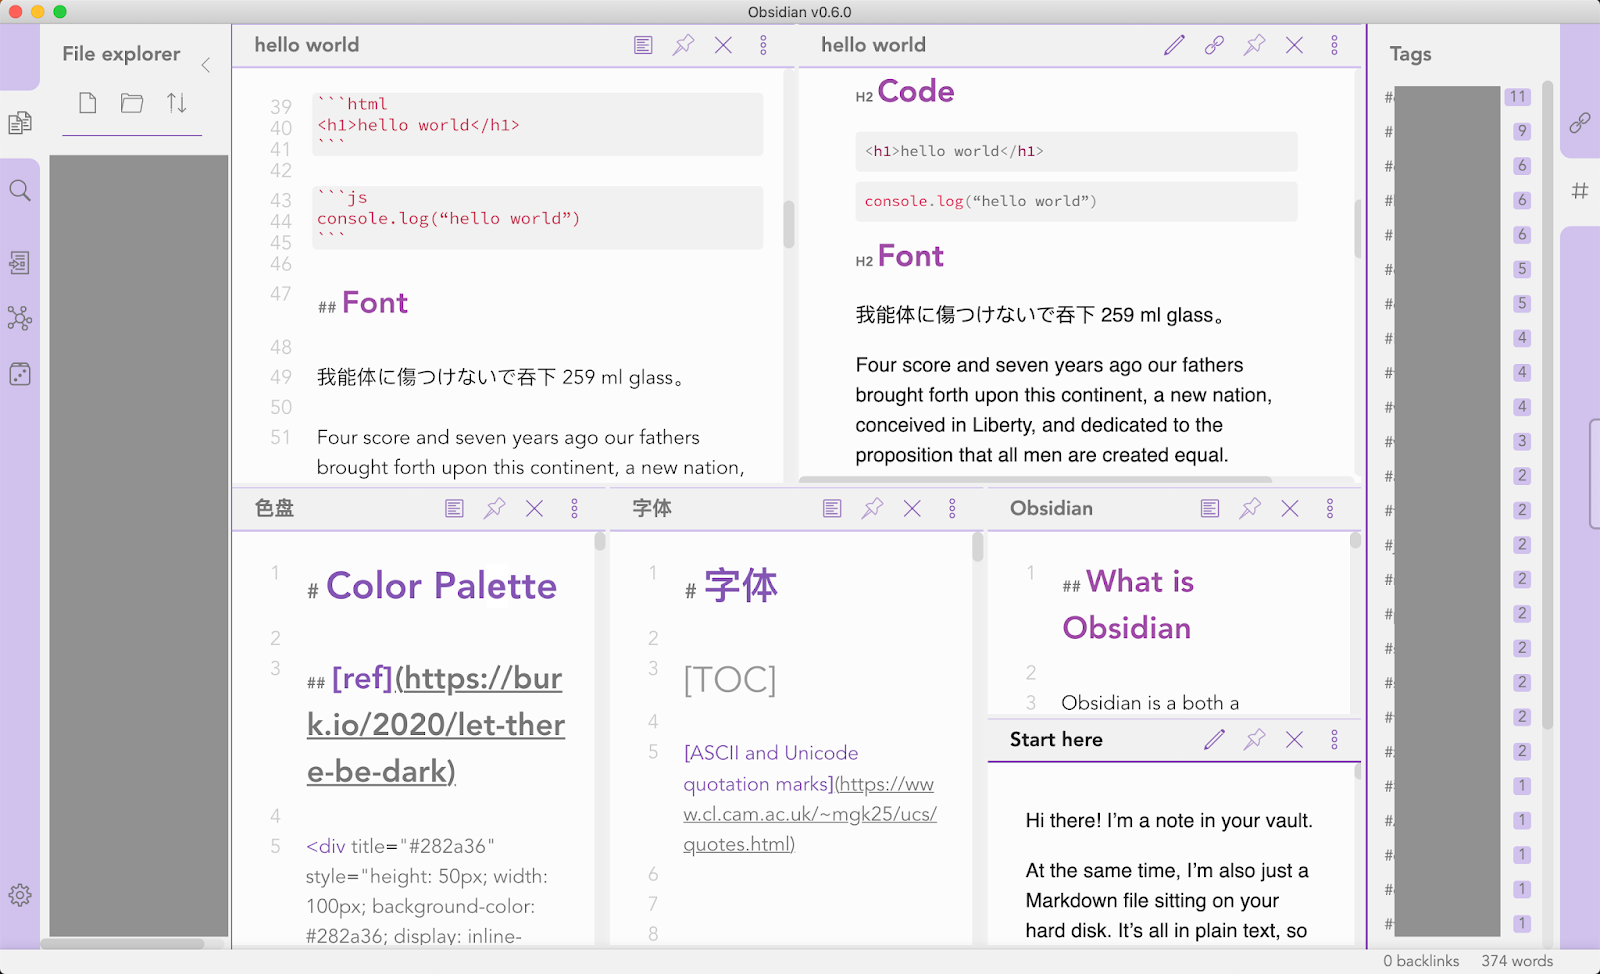 Obsidian v0.6.0
File explorer
hello world
39 ```html
40 <h1>hello world</h1>
41 ```
42
43 ```js
44 console.log(“hello world”)
45 ```
46
47 ## Font
48
49 我能体に傷つけないで吞下 259 ml glass。
50
51 Four score and seven years ago our fathers
brought forth upon this continent, a new nation,
hello world
H2 Code
<h1>hello world</h1>
console.log(“hello world”)
H2 Font
我能体に傷つけないで吞下 259 ml glass。
Four score and seven years ago our fathers
brought forth upon this continent, a new nation,
conceived in Liberty, and dedicated to the
proposition that all men are created equal.
色盘
1 # Color Palette
2
3 ## [ref](https://bur
k.io/2020/let-ther
e-be-dark)
4
5 <div title="#282a36"
style="height: 50px; width:
100px; background-color:
#282a36; display: inline-
字体
1 # 字体
2
3 [TOC]
4
5 [ASCII and Unicode
quotation marks](https://ww
w.cl.cam.ac.uk/~mgk25/ucs/
quotes.html)
6
7
8
Obsidian
1 ## What is
Obsidian
2
3 Obsidian is a both a
Start here
Hi there! I’m a note in your vault.
At the same time, I’m also just a
Markdown file sitting on your
hard disk. It’s all in plain text, so
Tags
# 11
# 9
# 6
# 6
# 6
# 5
# 5
# 4
# 4
# 4
# 3
# 2
# 2
# 2
# 2
# 2
# 2
# 2
# 2
# 2
# 1
# 1
# 1
# 1
# 1
0 backlinks 374 words